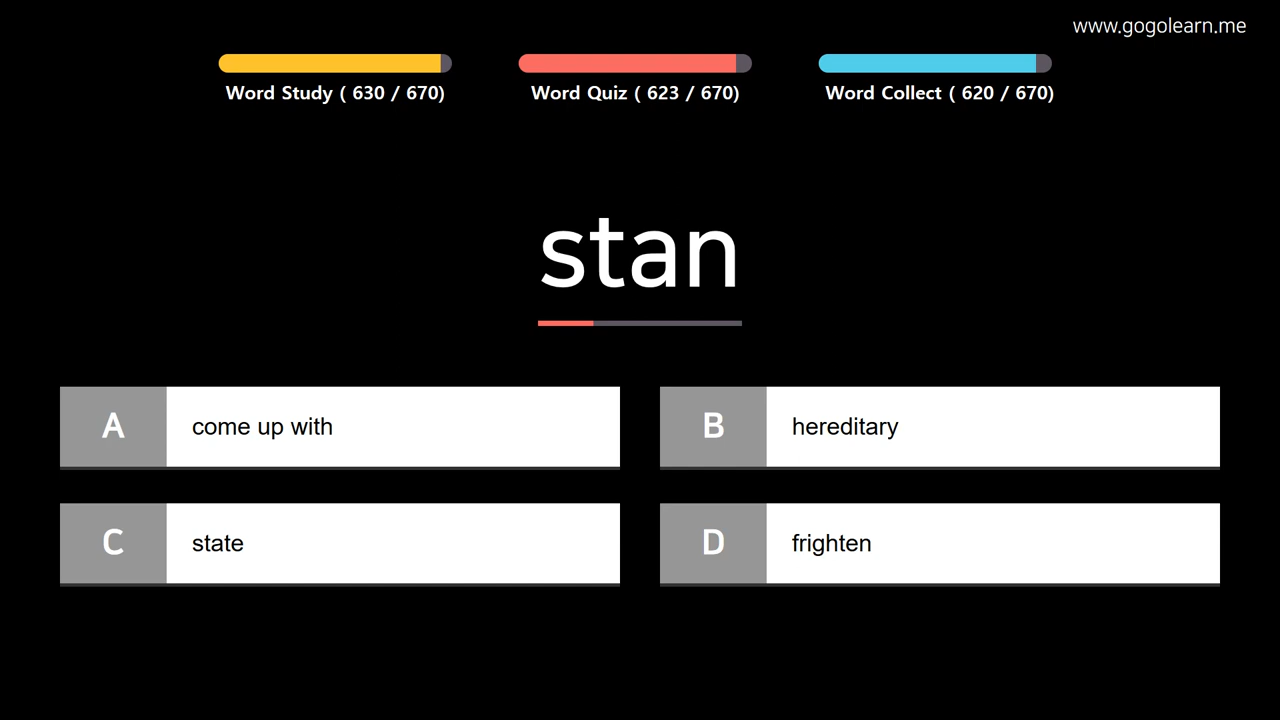 www.gogolearn.me
Word Study ( 630 / 670)
Word Quiz ( 623 / 670)
Word Collect ( 620 / 670)
stan
A come up with
B hereditary
C state
D frighten